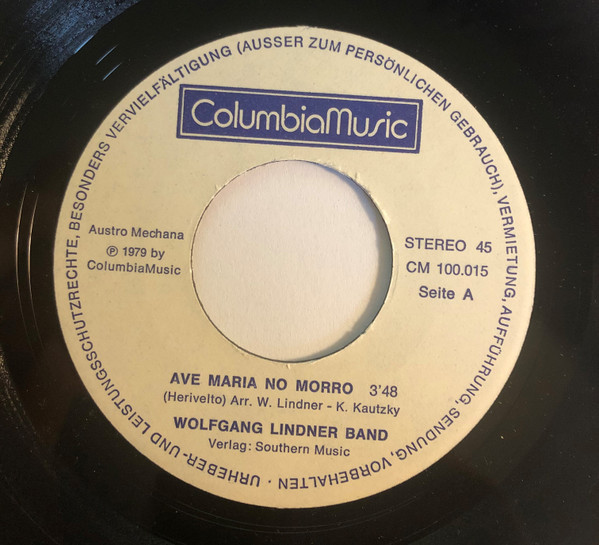 URHEBER- UND LEISTUNGSSCHUTZRECHTE, BESONDERS VERVIELFÄLTIGUNG (AUSSER ZUM PERSÖNLICHEN GEBRAUCH), VERMIETUNG, AUFFÜHRUNG, SENDUNG, VORBEHALTEN ·
ColumbiaMusic
Austro Mechana
℗ 1979 by
ColumbiaMusic
STEREO 45
CM 100.015
Seite A
AVE MARIA NO MORRO 3'48
(Herivelto) Arr. W. Lindner - K. Kautzky
WOLFGANG LINDNER BAND
Verlag: Southern Music